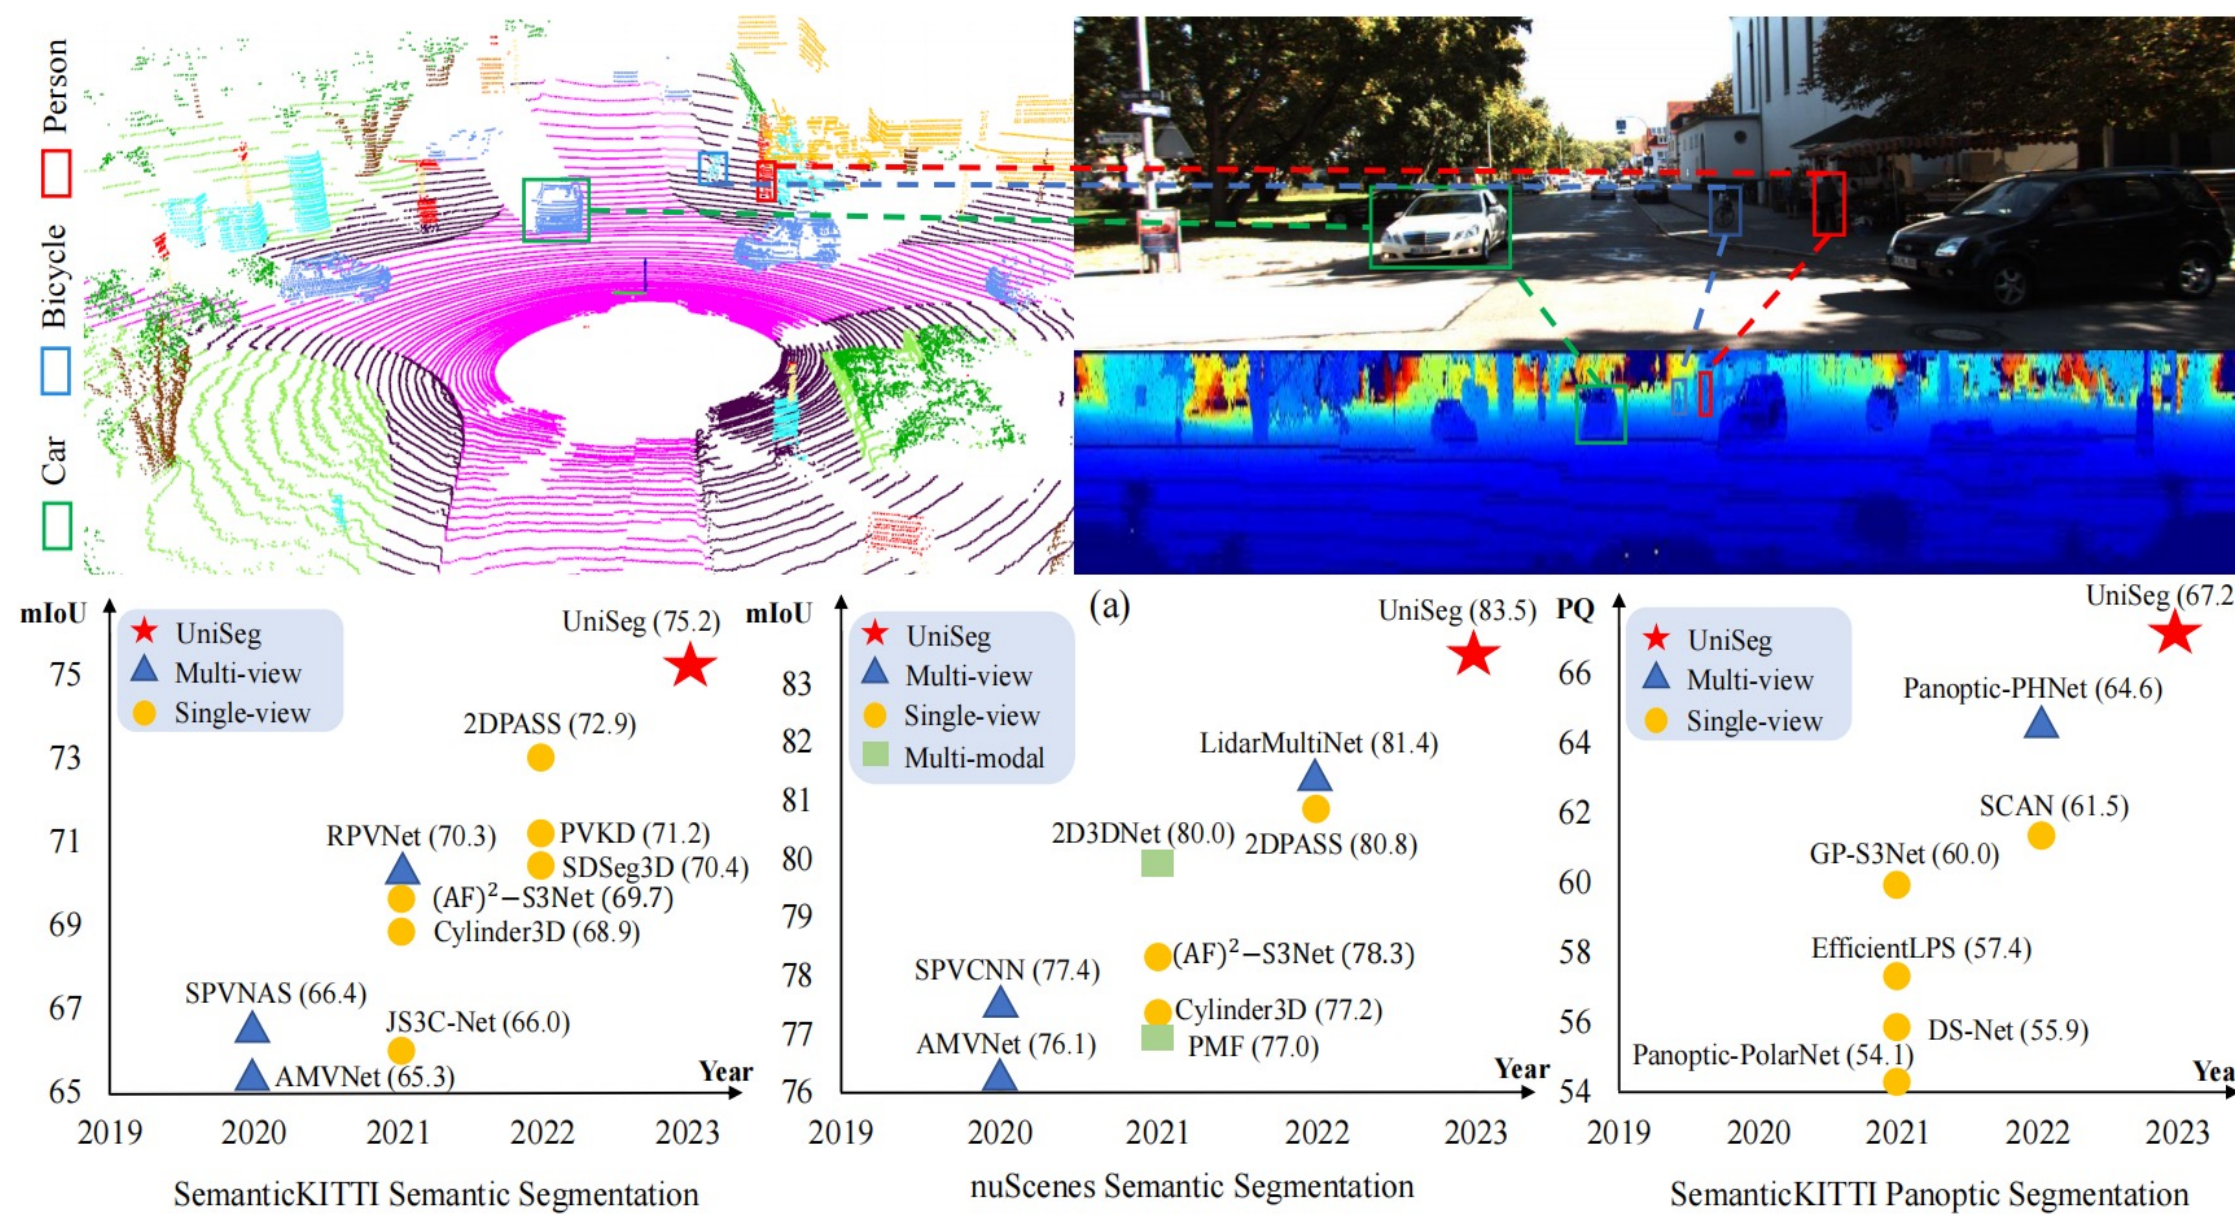 Person
Bicycle
Car
(a)
mIoU
UniSeg
Multi-view
Single-view
UniSeg (75.2)
2DPASS (72.9)
RPVNet (70.3)
PVKD (71.2)
SDSeg3D (70.4)
(AF)²−S3Net (69.7)
Cylinder3D (68.9)
SPVNAS (66.4)
JS3C-Net (66.0)
AMVNet (65.3)
75
73
71
69
67
65
Year
2019 2020 2021 2022 2023
SemanticKITTI Semantic Segmentation
mIoU
UniSeg
Multi-view
Single-view
Multi-modal
UniSeg (83.5)
LidarMultiNet (81.4)
2D3DNet (80.0)
2DPASS (80.8)
(AF)²−S3Net (78.3)
SPVCNN (77.4)
Cylinder3D (77.2)
AMVNet (76.1)
PMF (77.0)
83
82
81
80
79
78
77
76
Year
2019 2020 2021 2022 2023
nuScenes Semantic Segmentation
PQ
UniSeg
Multi-view
Single-view
UniSeg (67.2
Panoptic-PHNet (64.6)
SCAN (61.5)
GP-S3Net (60.0)
EfficientLPS (57.4)
DS-Net (55.9)
Panoptic-PolarNet (54.1)
66
64
62
60
58
56
54
Yea
2019 2020 2021 2022 2023
SemanticKITTI Panoptic Segmentation